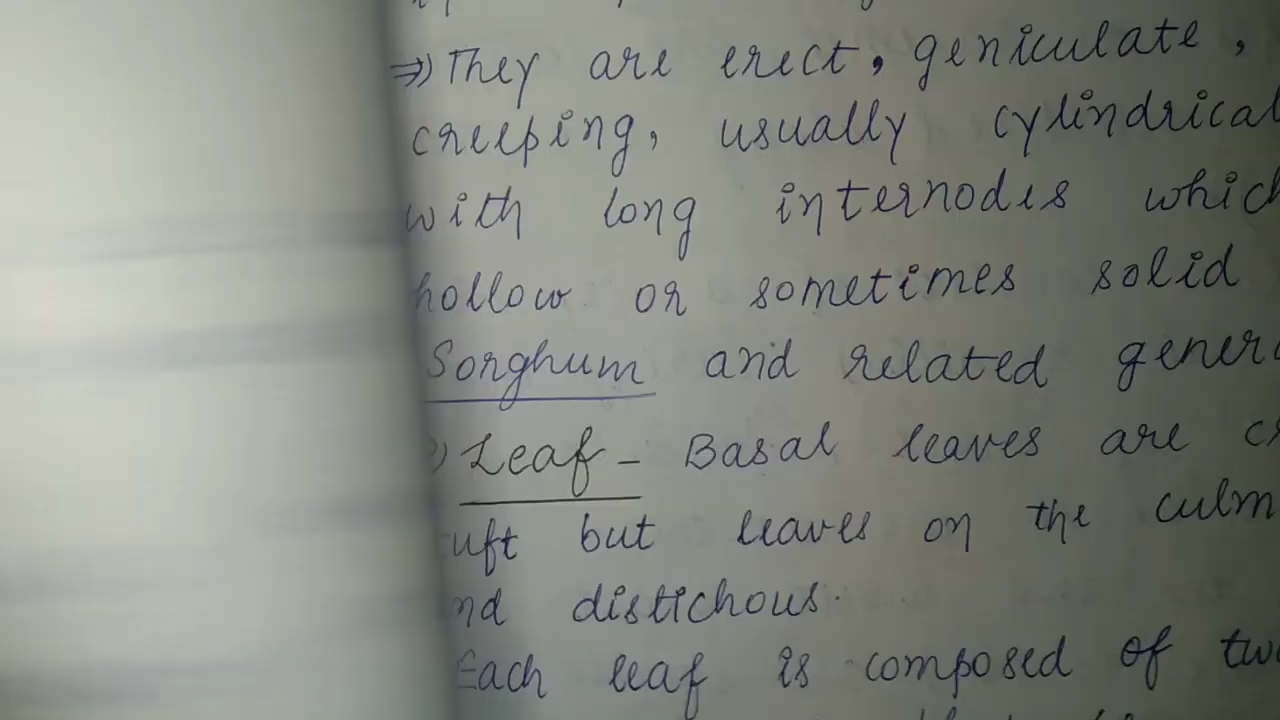 ⇒) They are erect, geniculate,
creeping, usually cylindrical
with long internodes which
hollow or sometimes solid
Sorghum and related gener
) Leaf - Basal leaves are
uft but leaves on the culm
nd distichous.
Each leaf is composed of two